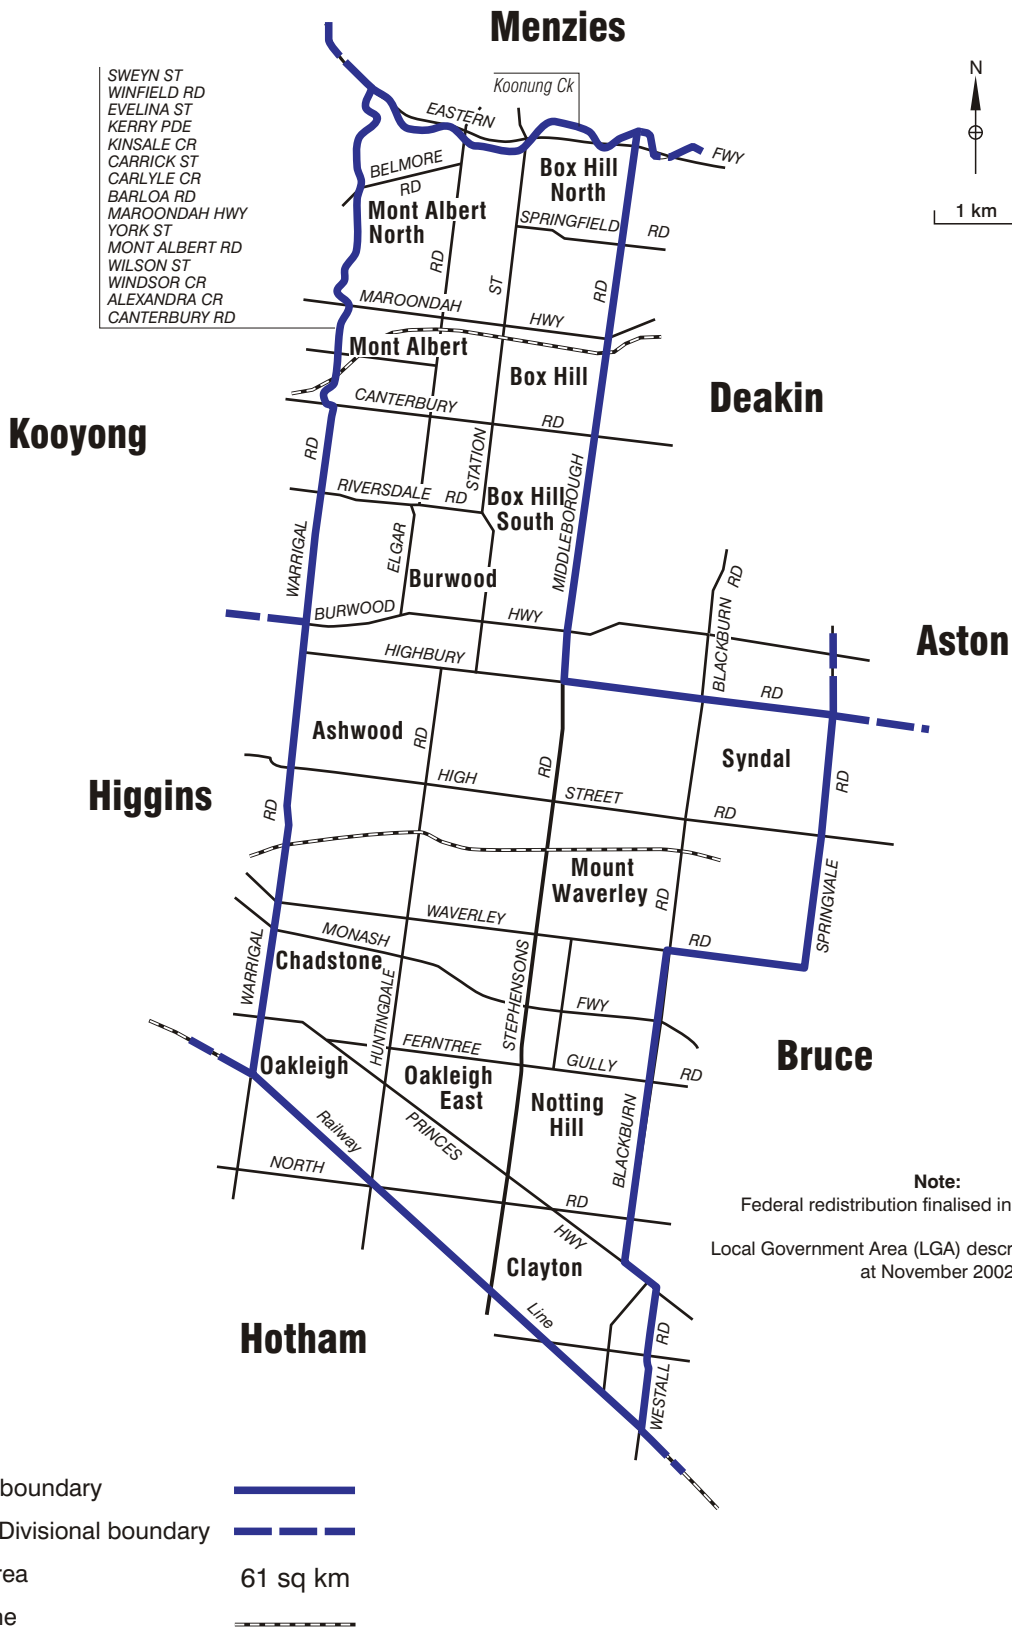 Menzies
SWEYN ST
WINFIELD RD
EVELINA ST
KERRY PDE
KINSALE CR
CARRICK ST
CARLYLE CR
BARLOA RD
MAROONDAH HWY
YORK ST
MONT ALBERT RD
WILSON ST
WINDSOR CR
ALEXANDRA CR
CANTERBURY RD
Koonung Ck
N
1 km
EASTERN
FWY
BELMORE
RD
Box Hill
North
Mont Albert
North
SPRINGFIELD
RD
RD
ST
RD
MAROONDAH
HWY
Mont Albert
Box Hill
Deakin
CANTERBURY
RD
Kooyong
RD
STATION
RIVERSDALE
RD
Box Hill
South
MIDDLEBOROUGH
WARRIGAL
ELGAR
Burwood
RD
BURWOOD
HWY
BLACKBURN
Aston
HIGHBURY
RD
Ashwood
RD
RD
Syndal
RD
HIGH
STREET
RD
Higgins
RD
Mount
Waverley
RD
SPRINGVALE
WAVERLEY
RD
MONASH
WARRIGAL
Chadstone
HUNTINGDALE
STEPHENSONS
FWY
FERNTREE
GULLY
RD
Bruce
Oakleigh
Oakleigh
East
Notting
Hill
BLACKBURN
Railway
PRINCES
NORTH
RD
HWY
Note:
Federal redistribution finalised in
Local Government Area (LGA) descr
at November 2002
Clayton
Line
Hotham
RD
WESTALL
boundary
Divisional boundary
rea
61 sq km
ne